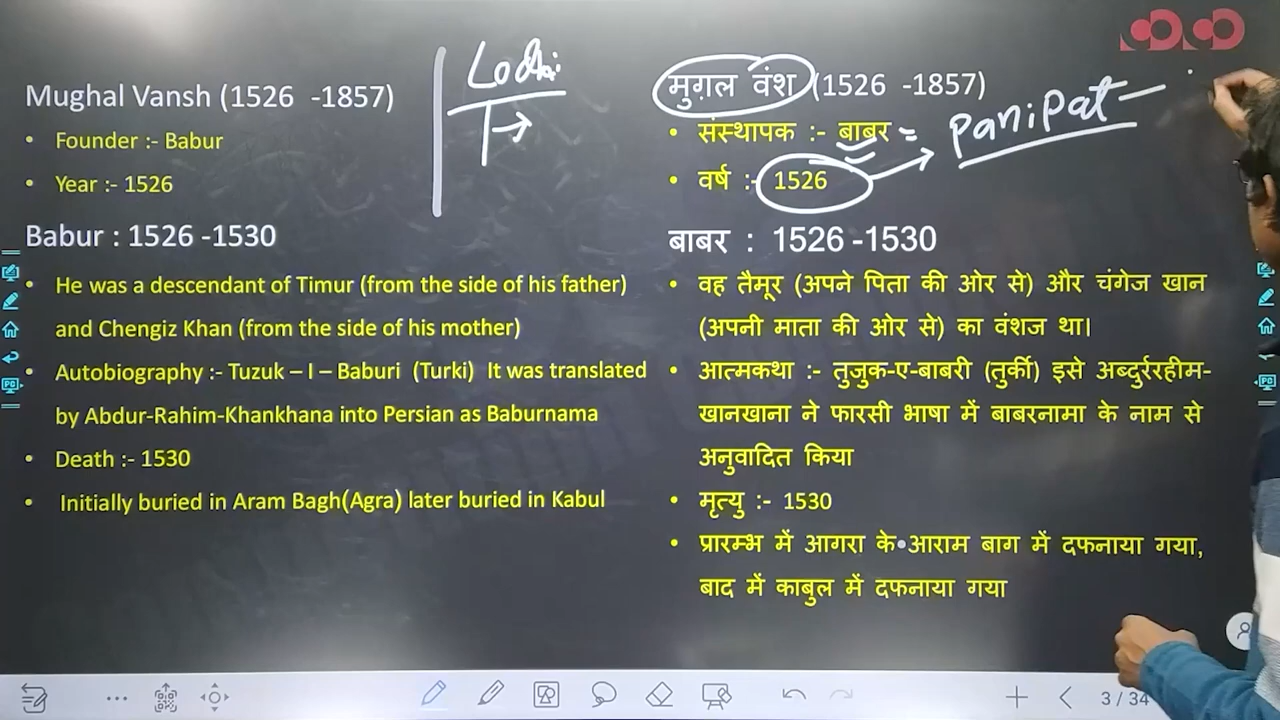 Mughal Vansh (1526 -1857)
• Founder :- Babur
• Year :- 1526
Babur : 1526 -1530
• He was a descendant of Timur (from the side of his father)
and Chengiz Khan (from the side of his mother)
• Autobiography :- Tuzuk – I – Baburi (Turki) It was translated
by Abdur-Rahim-Khankhana into Persian as Baburnama
• Death :- 1530
• Initially buried in Aram Bagh(Agra) later buried in Kabul
Lodhi
मुग़ल वंश (1526 -1857)
• संस्थापक :- बाबर
• वर्ष :- 1526
Panipat
बाबर : 1526 -1530
• वह तैमूर (अपने पिता की ओर से) और चंगेज खान
(अपनी माता की ओर से) का वंशज था।
• आत्मकथा :- तुजुक-ए-बाबरी (तुर्की) इसे अब्दुर्ररहीम-
खानखाना ने फारसी भाषा में बाबरनामा के नाम से
अनुवादित किया
• मृत्यु :- 1530
• प्रारम्भ में आगरा के आराम बाग में दफनाया गया,
बाद में काबुल में दफनाया गया
3 / 34